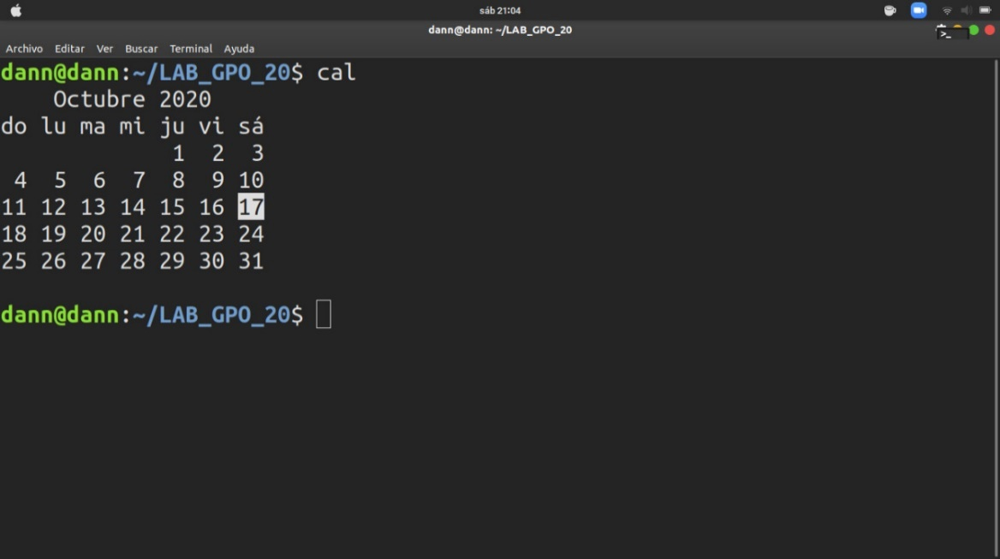 sáb 21:04
dann@dann: ~/LAB_GPO_20
Archivo Editar Ver Buscar Terminal Ayuda
dann@dann:~/LAB_GPO_20$ cal
    Octubre 2020
do lu ma mi ju vi sá
             1  2  3
 4  5  6  7  8  9 10
11 12 13 14 15 16 17
18 19 20 21 22 23 24
25 26 27 28 29 30 31
dann@dann:~/LAB_GPO_20$